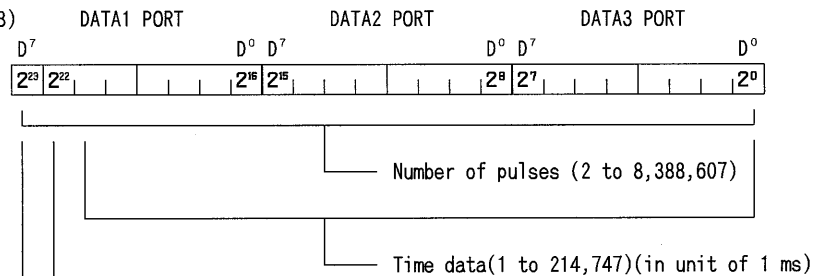 3) DATA1 PORT DATA2 PORT DATA3 PORT
D⁷ D⁰ D⁷ D⁰ D⁷ D⁰
2²³ 2²² 2¹⁶ 2¹⁵ 2⁸ 2⁷ 2⁰
Number of pulses (2 to 8,388,607)
Time data(1 to 214,747)(in unit of 1 ms)